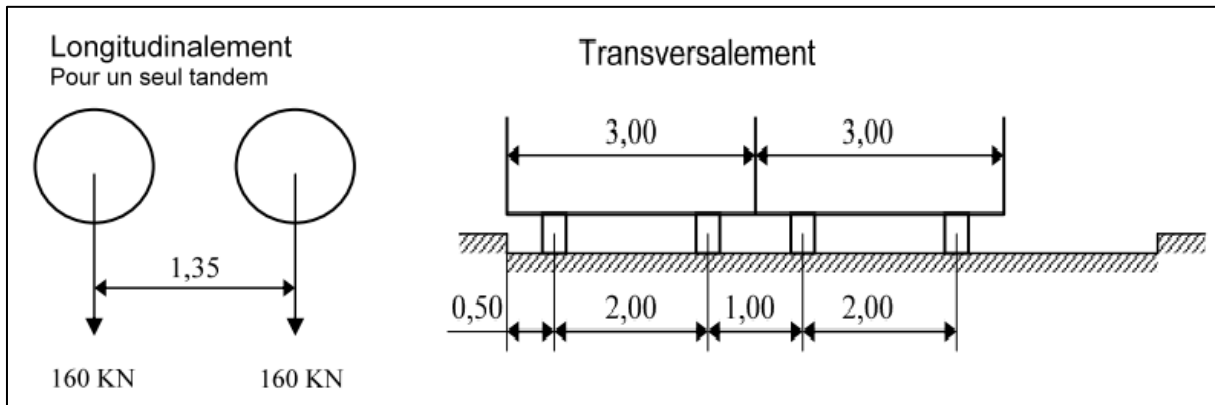 Longitudinalement
Pour un seul tandem
1,35
160 KN
160 KN
Transversalement
3,00
3,00
0,50
2,00
1,00
2,00